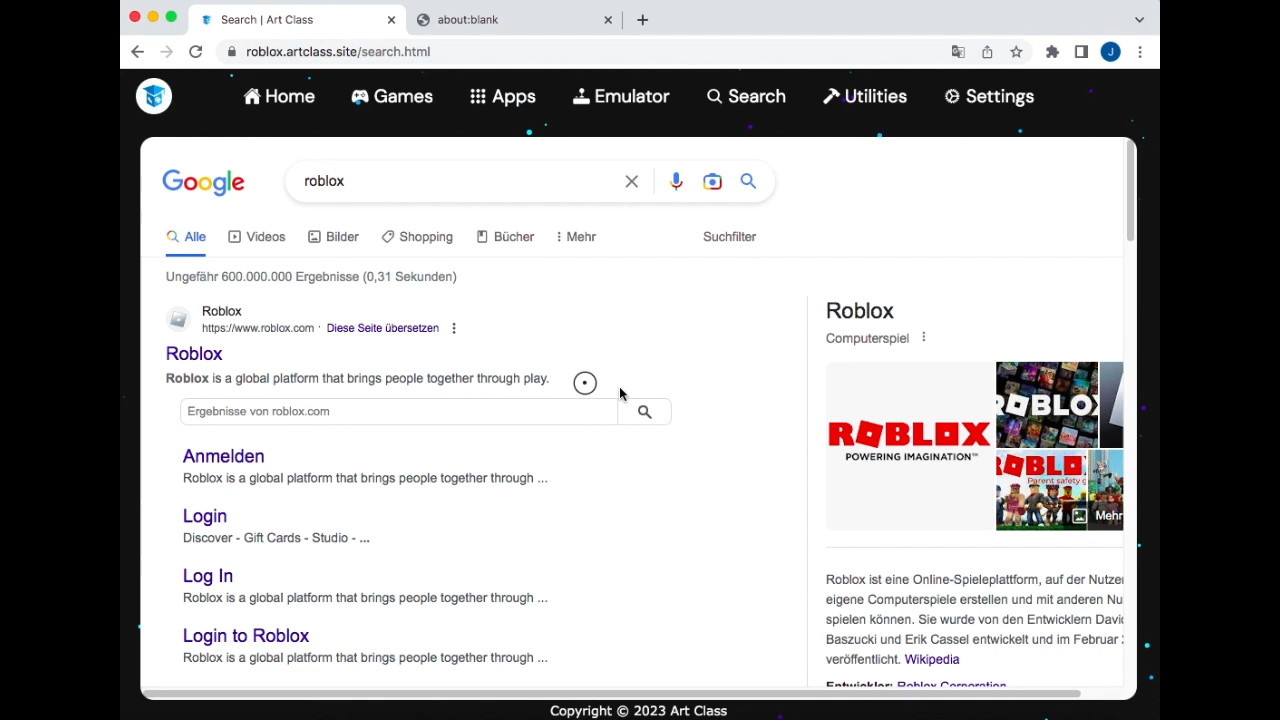 Search | Art Class
about:blank
roblox.artclass.site/search.html
J
Home
Games
Apps
Emulator
Search
Utilities
Settings
Google
roblox
Alle
Videos
Bilder
Shopping
Bücher
Mehr
Suchfilter
Ungefähr 600.000.000 Ergebnisse (0,31 Sekunden)
Roblox
https://www.roblox.com · Diese Seite übersetzen
Roblox
Roblox is a global platform that brings people together through play.
Ergebnisse von roblox.com
Anmelden
Roblox is a global platform that brings people together through ...
Login
Discover - Gift Cards - Studio - ...
Log In
Roblox is a global platform that brings people together through ...
Login to Roblox
Roblox is a global platform that brings people together through ...
Roblox
Computerspiel
ROBLOX
POWERING IMAGINATION™
ROBLOX
ROBLO
Parent safety g
Mehr
Roblox ist eine Online-Spieleplattform, auf der Nutzer
eigene Computerspiele erstellen und mit anderen Nu
spielen können. Sie wurde von den Entwicklern Davi
Baszucki und Erik Cassel entwickelt und im Februar
veröffentlicht. Wikipedia
Entwickler: Roblox Corporation
Copyright © 2023 Art Class